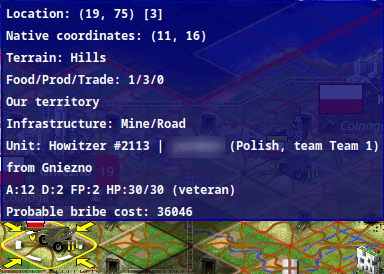 Location: (19, 75) [3]
Native coordinates: (11, 16)
Terrain: Hills
Food/Prod/Trade: 1/3/0
Our territory
Infrastructure: Mine/Road
Unit: Howitzer #2113 | (Polish, team Team 1)
from Gniezno
A:12 D:2 FP:2 HP:30/30 (veteran)
Probable bribe cost: 36046